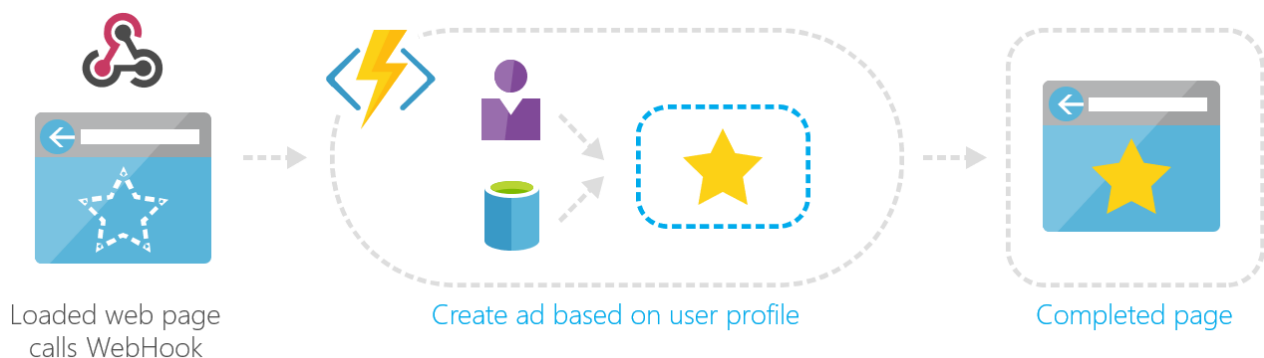 Loaded web page
calls WebHook
Create ad based on user profile
Completed page